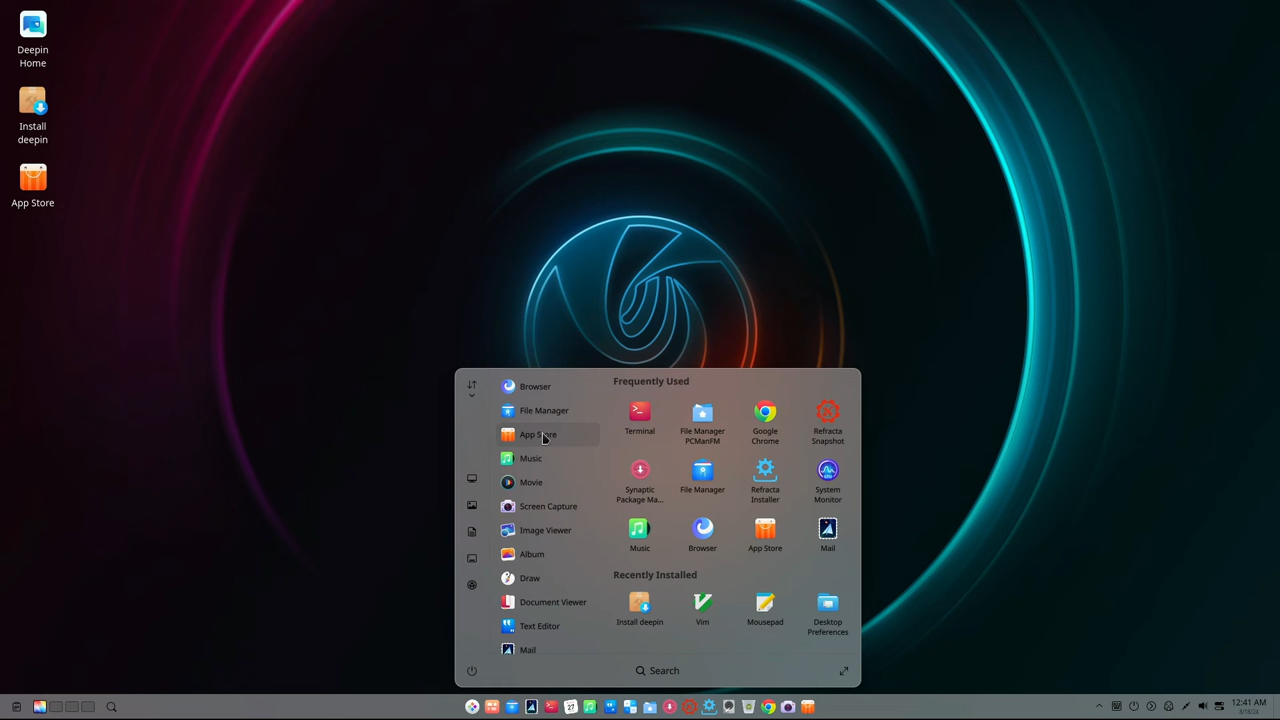 Deepin
Home
Install
deepin
App Store
Browser
File Manager
App Store
Music
Movie
Screen Capture
Image Viewer
Album
Draw
Document Viewer
Text Editor
Mail
Frequently Used
Terminal
File Manager
PCManFM
Google
Chrome
Refracta
Snapshot
Synaptic
Package Ma...
File Manager
Refracta
Installer
System
Monitor
Music
Browser
App Store
Mail
Recently Installed
Install deepin
Vim
Mousepad
Desktop
Preferences
Search
27
12:41 AM